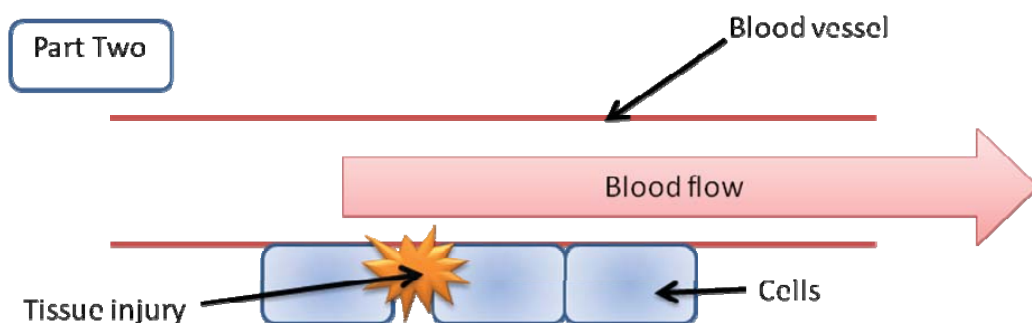 Part Two
Blood vessel
Blood flow
Tissue injury
Cells